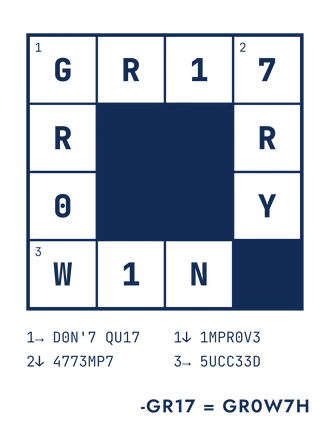 1 G R 1 2 7
R R
0 Y
3 W 1 N
1→ D0N'7 QU17 1↓ 1MPR0V3
2↓ 4773MP7 3→ 5UCC33D
-GR17 = GR0W7H